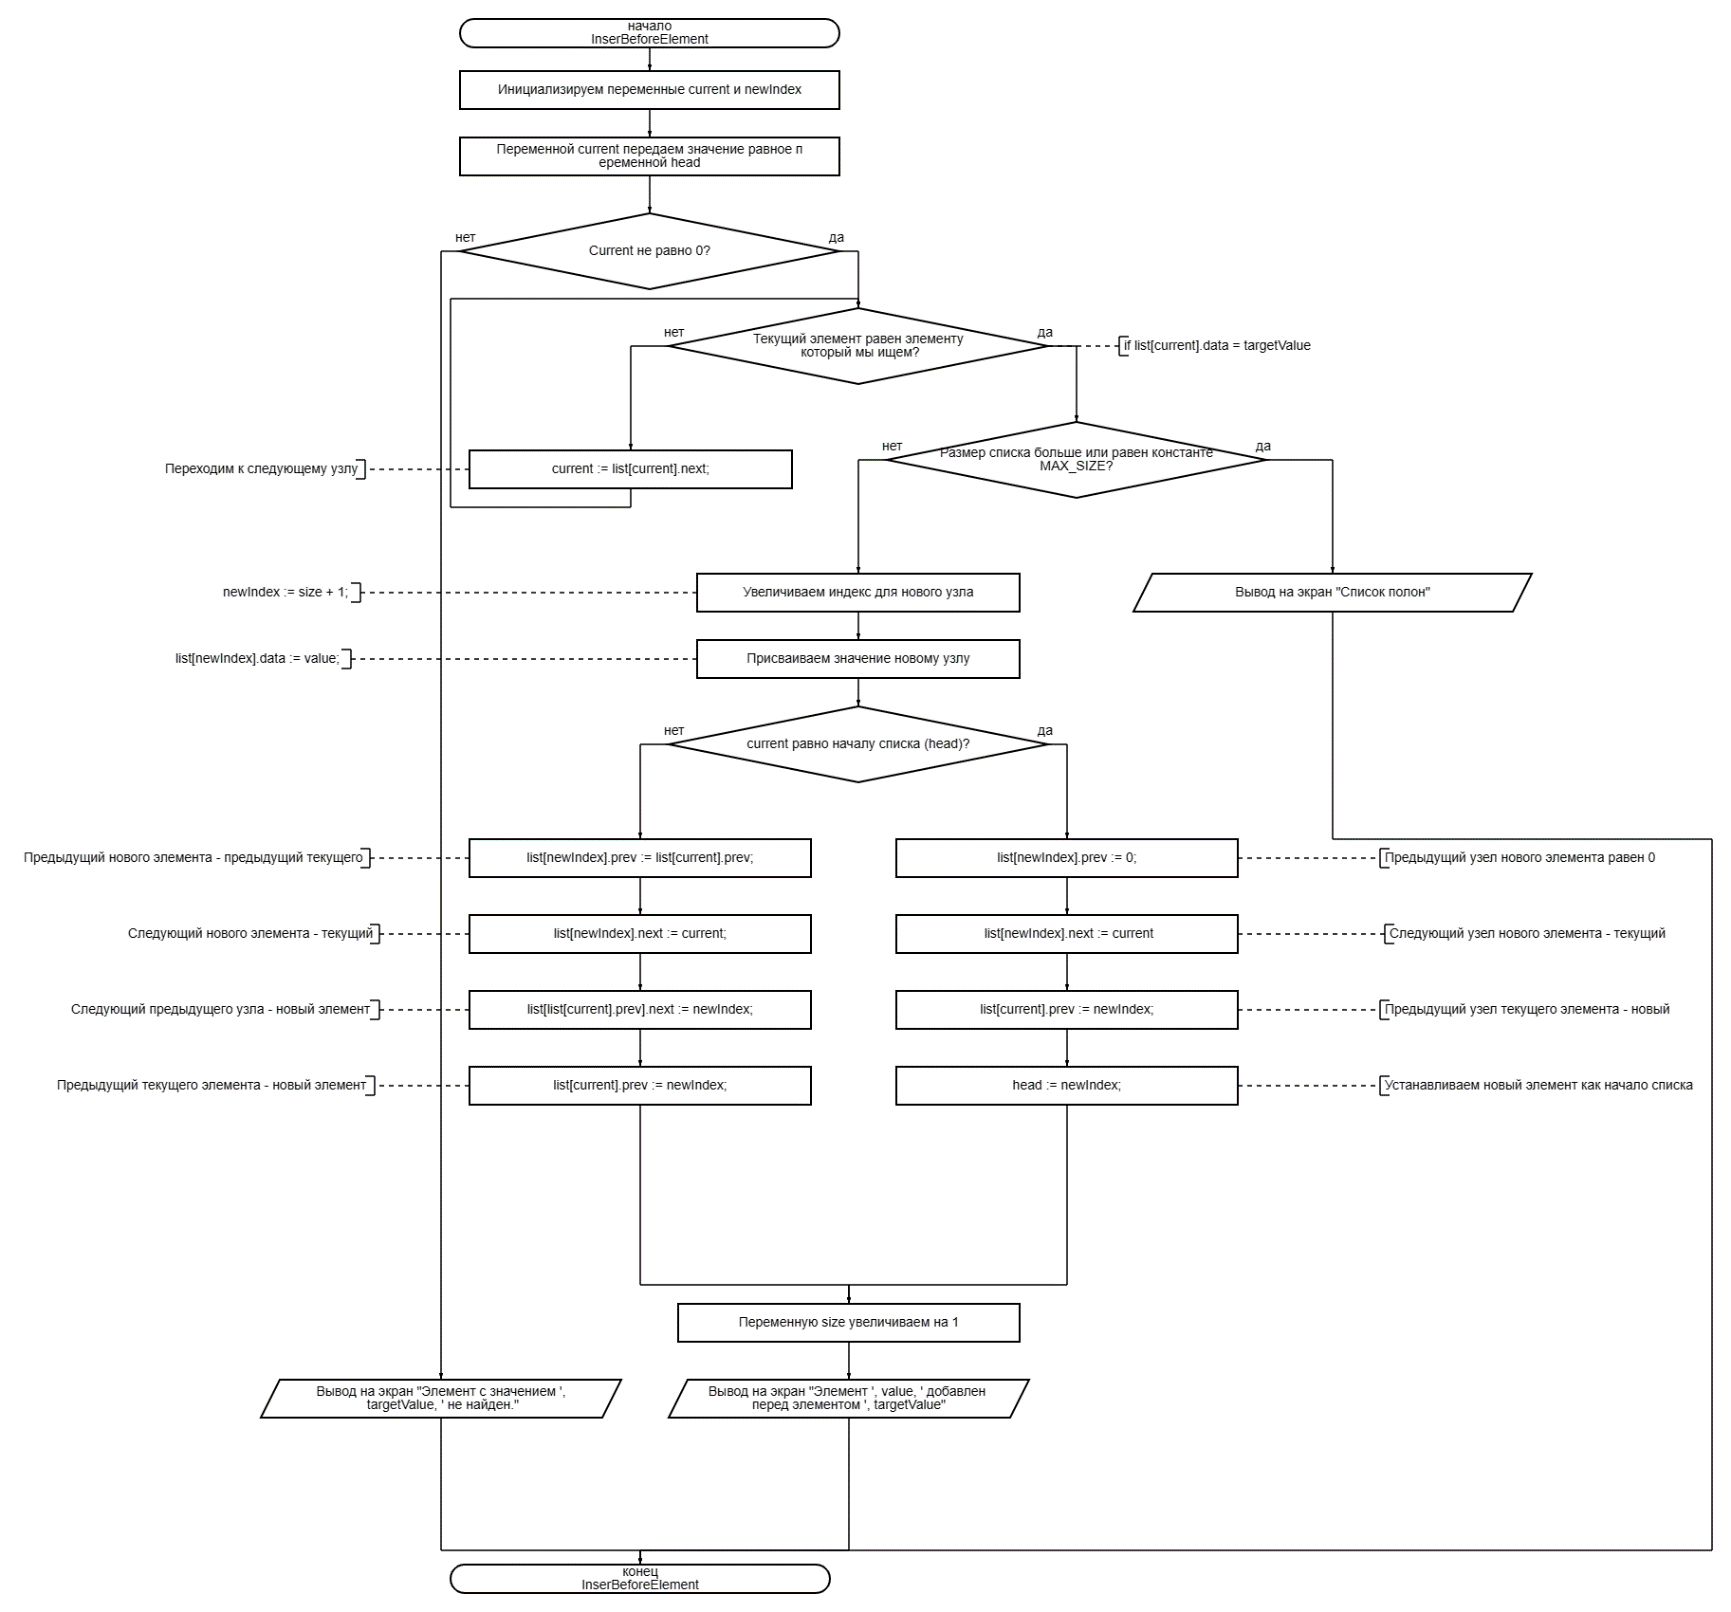 начало
InserBeforeElement
Инициализируем переменные current и newIndex
Переменной current передаем значение равное п
еременной head
нет
да
Current не равно 0?
нет
да
Текущий элемент равен элементу
который мы ищем?
if list[current].data = targetValue
нет
да
Размер списка больше или равен константе
MAX_SIZE?
Переходим к следующему узлу
current := list[current].next;
newIndex := size + 1;
Увеличиваем индекс для нового узла
Вывод на экран "Список полон"
list[newIndex].data := value;
Присваиваем значение новому узлу
нет
да
current равно началу списка (head)?
Предыдущий нового элемента - предыдущий текущего
list[newIndex].prev := list[current].prev;
list[newIndex].prev := 0;
Предыдущий узел нового элемента равен 0
Следующий нового элемента - текущий
list[newIndex].next := current;
list[newIndex].next := current
Следующий узел нового элемента - текущий
Следующий предыдущего узла - новый элемент
list[list[current].prev].next := newIndex;
list[current].prev := newIndex;
Предыдущий узел текущего элемента - новый
Предыдущий текущего элемента - новый элемент
list[current].prev := newIndex;
head := newIndex;
Устанавливаем новый элемент как начало списка
Переменную size увеличиваем на 1
Вывод на экран "Элемент с значением ',
targetValue, ' не найден."
Вывод на экран "Элемент ', value, ' добавлен
перед элементом ', targetValue"
конец
InserBeforeElement